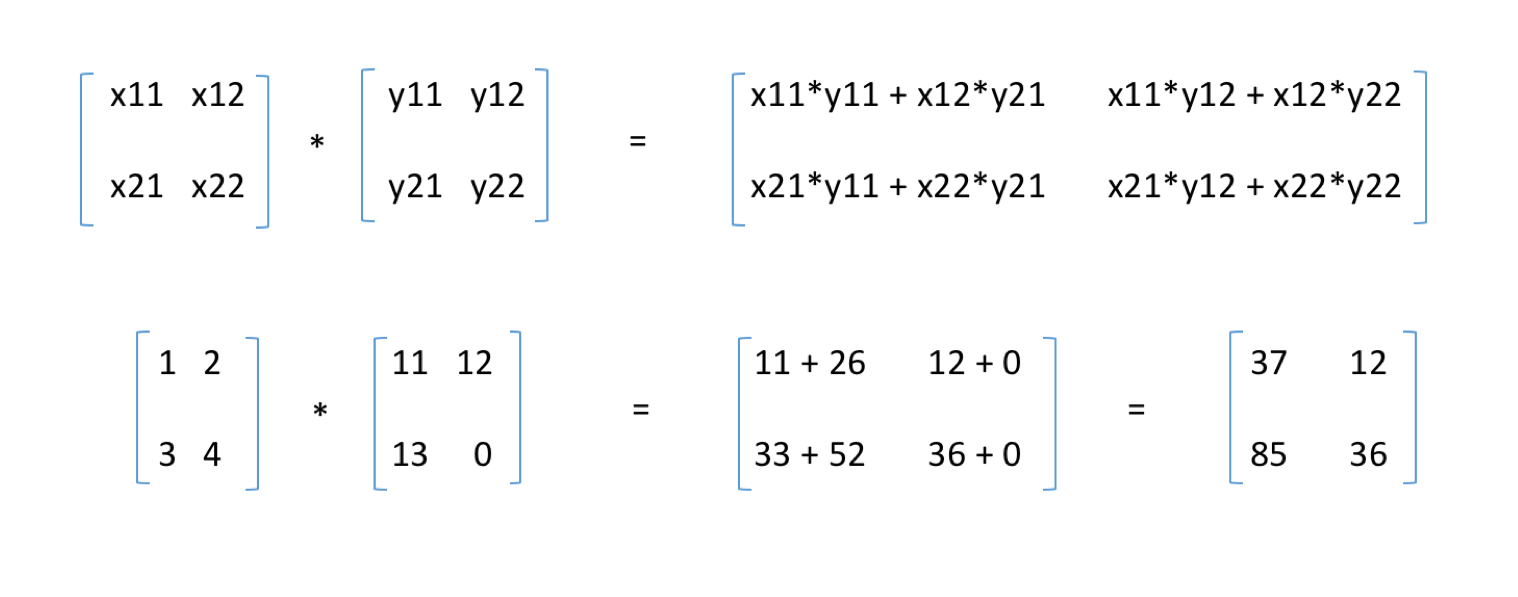 x11 x12 y11 y12 x11*y11 + x12*y21 x11*y12 + x12*y22
* =
x21 x22 y21 y22 x21*y11 + x22*y21 x21*y12 + x22*y22
1 2 11 12 11 + 26 12 + 0 37 12
* = =
3 4 13 0 33 + 52 36 + 0 85 36